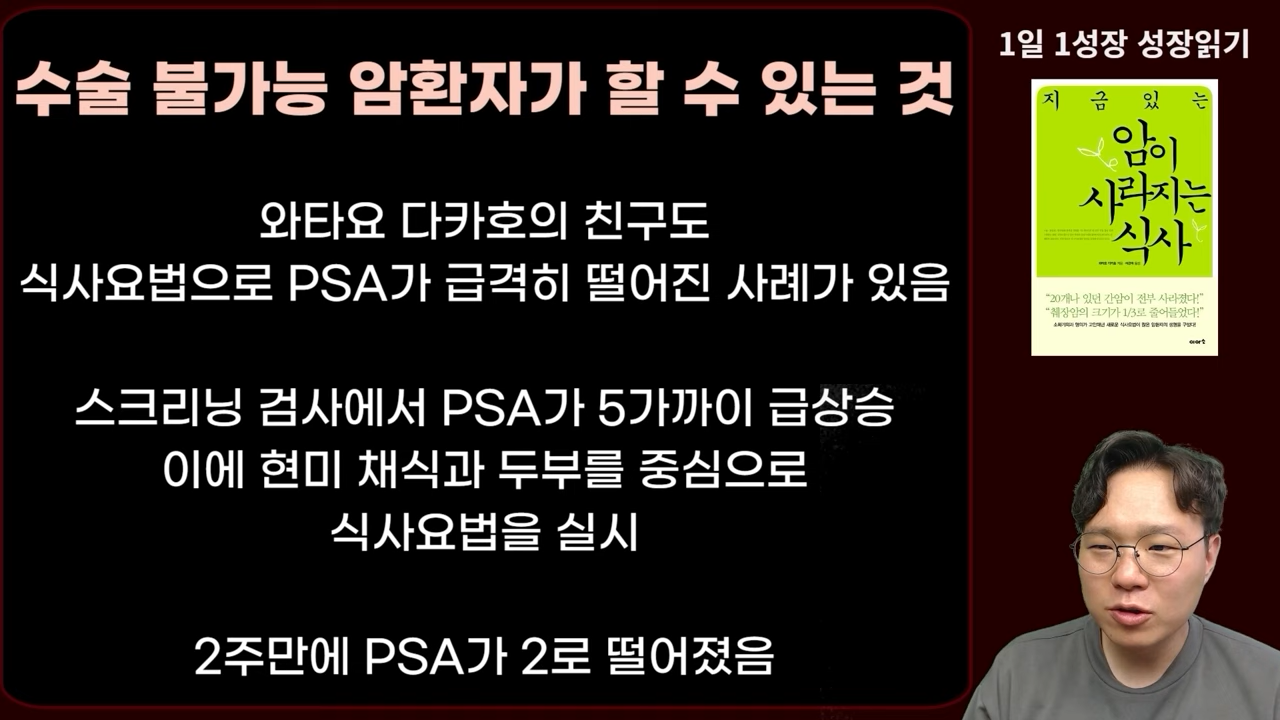 수술 불가능 암환자가 할 수 있는 것
와타요 다카호의 친구도
식사요법으로 PSA가 급격히 떨어진 사례가 있음
스크리닝 검사에서 PSA가 5가까이 급상승
이에 현미 채식과 두부를 중심으로
식사요법을 실시
2주만에 PSA가 2로 떨어졌음
1일 1성장 성장읽기
지금있는
암이
사라지는
식사
“20개나 있던 간암이 전부 사라졌다!”
“췌장암의 크기가 1/3로 줄어들었다!”